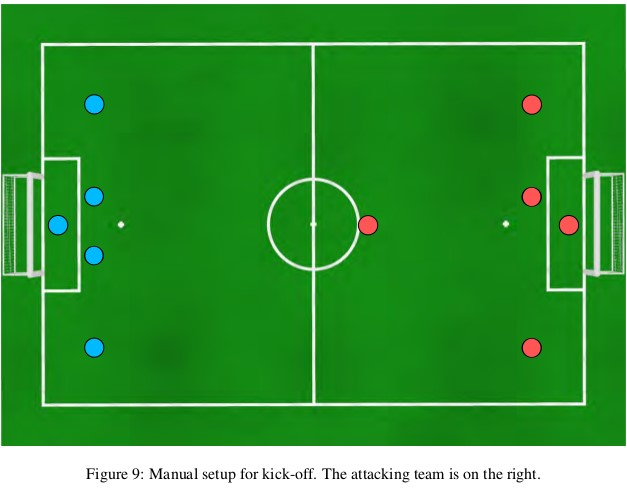 Figure 9: Manual setup for kick-off. The attacking team is on the right.